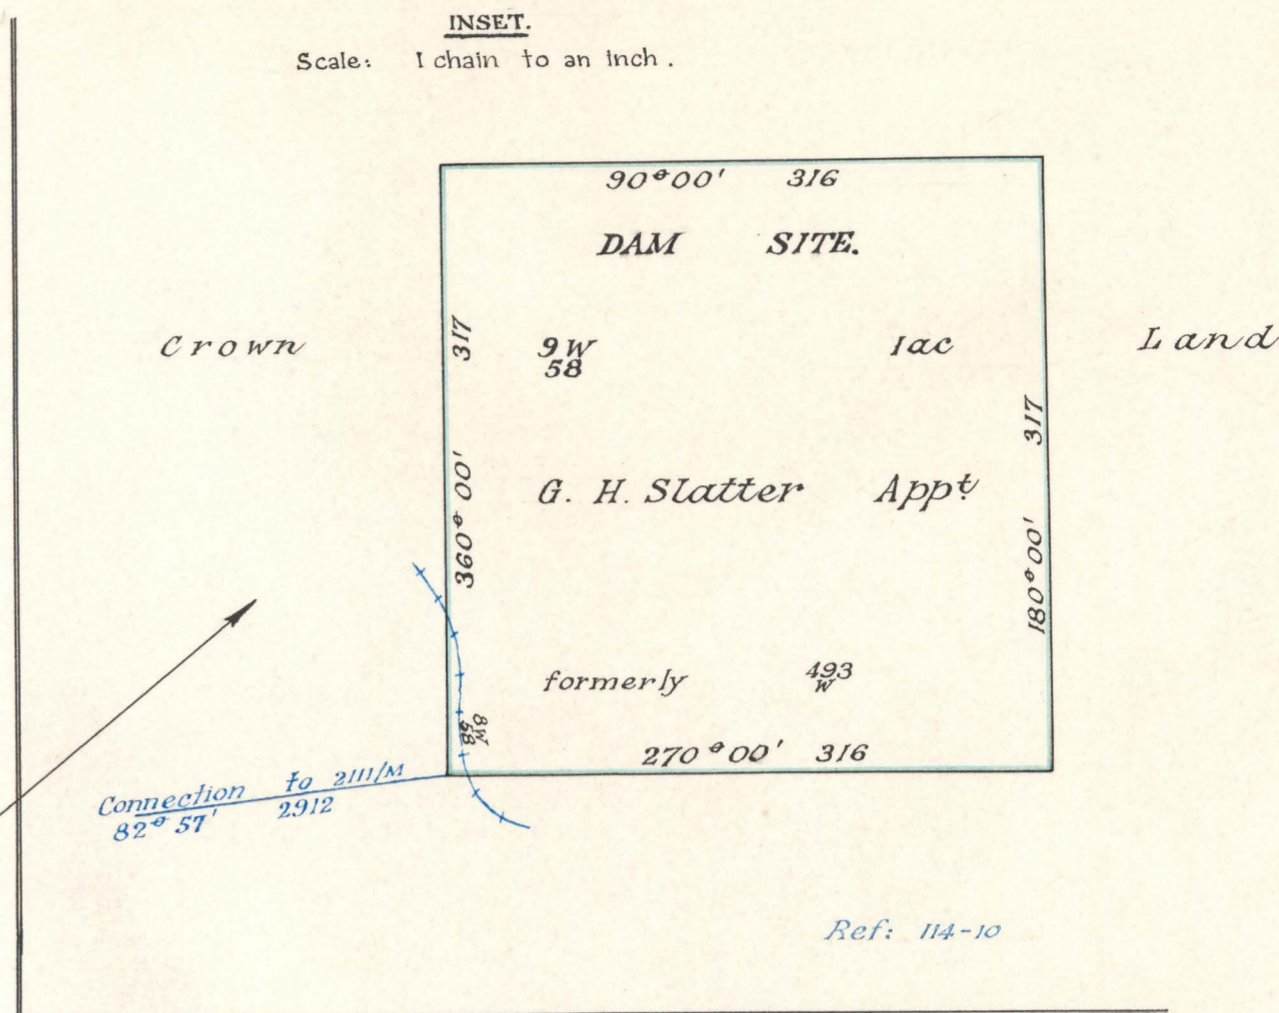 INSET.
Scale: 1 chain to an inch.
90°00' 316
DAM SITE.
Crown
317
9W
58
1ac
Land
317
360°00'
G. H. Slatter Appt
180°00'
formerly 493
W
8W
58
270°00' 316
Connection to 2111/M
82°57' 2912
Ref: 114-10